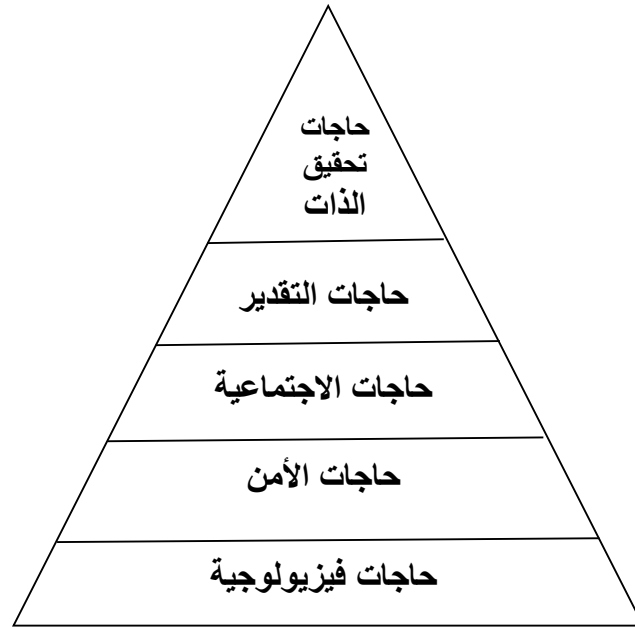 حاجات
تحقيق
الذات
حاجات التقدير
حاجات الاجتماعية
حاجات الأمن
حاجات فيزيولوجية